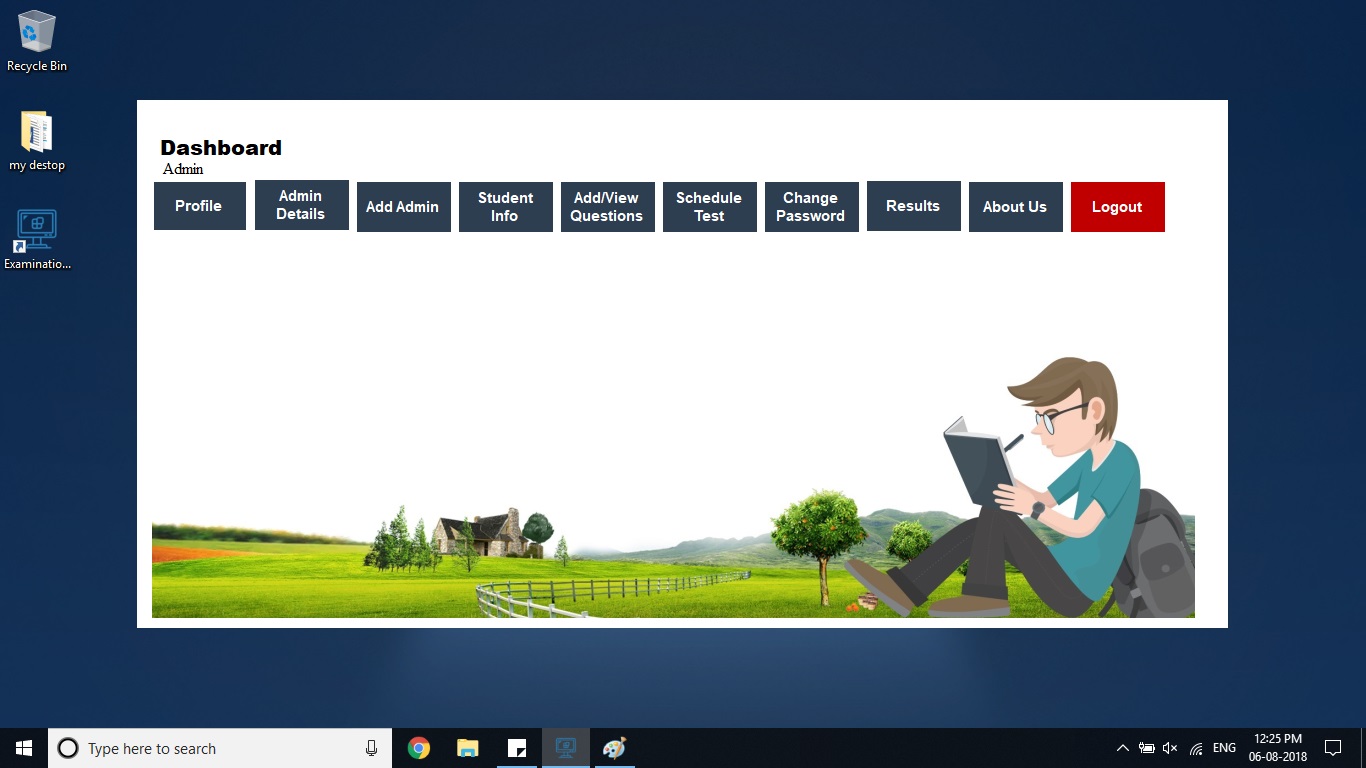 Recycle Bin
my destop
Examinatio...
Dashboard
Admin
Profile
Admin
Details
Add Admin
Student
Info
Add/View
Questions
Schedule
Test
Change
Password
Results
About Us
Logout
Type here to search
ENG
12:25 PM
06-08-2018